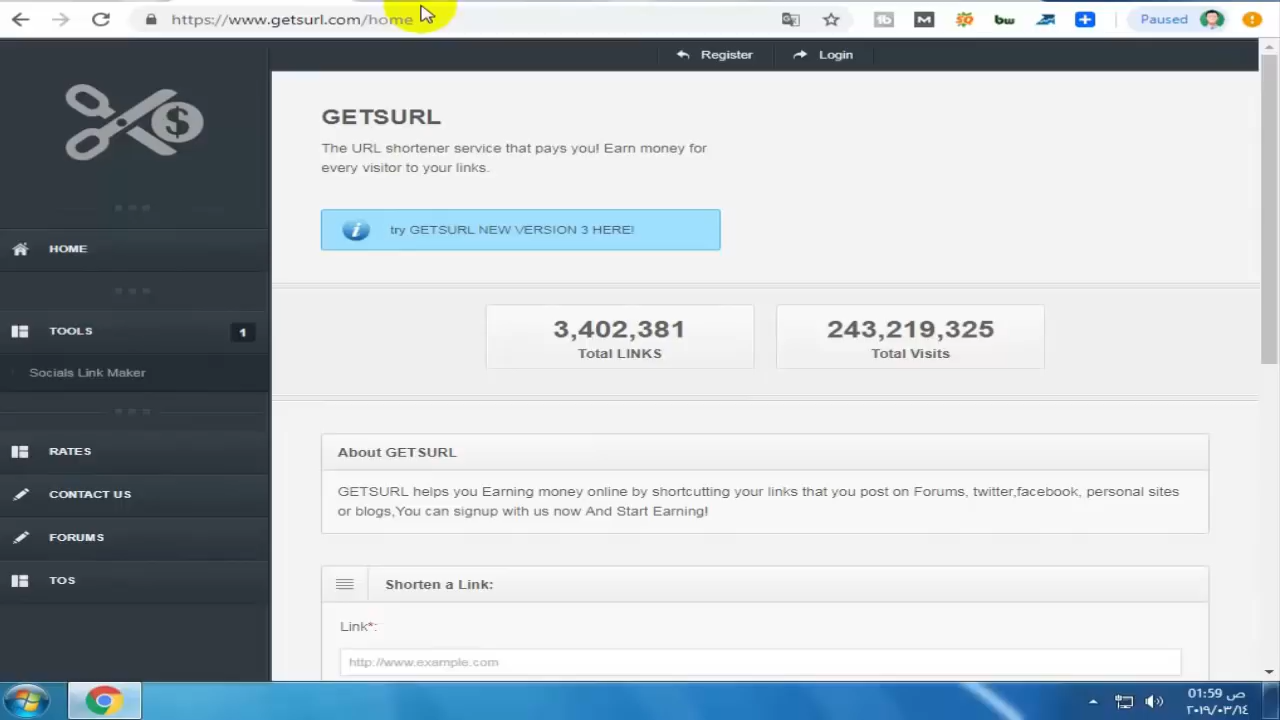 https://www.getsurl.com/home
Paused
Register
Login
GETSURL
The URL shortener service that pays you! Earn money for
every visitor to your links.
try GETSURL NEW VERSION 3 HERE!
HOME
TOOLS
1
Socials Link Maker
RATES
CONTACT US
FORUMS
TOS
3,402,381
Total LINKS
243,219,325
Total Visits
About GETSURL
GETSURL helps you Earning money online by shortcutting your links that you post on Forums, twitter,facebook, personal sites
or blogs,You can signup with us now And Start Earning!
Shorten a Link:
Link*:
http://www.example.com
01:59 ص
٢٠١٩/٠٣/١٤